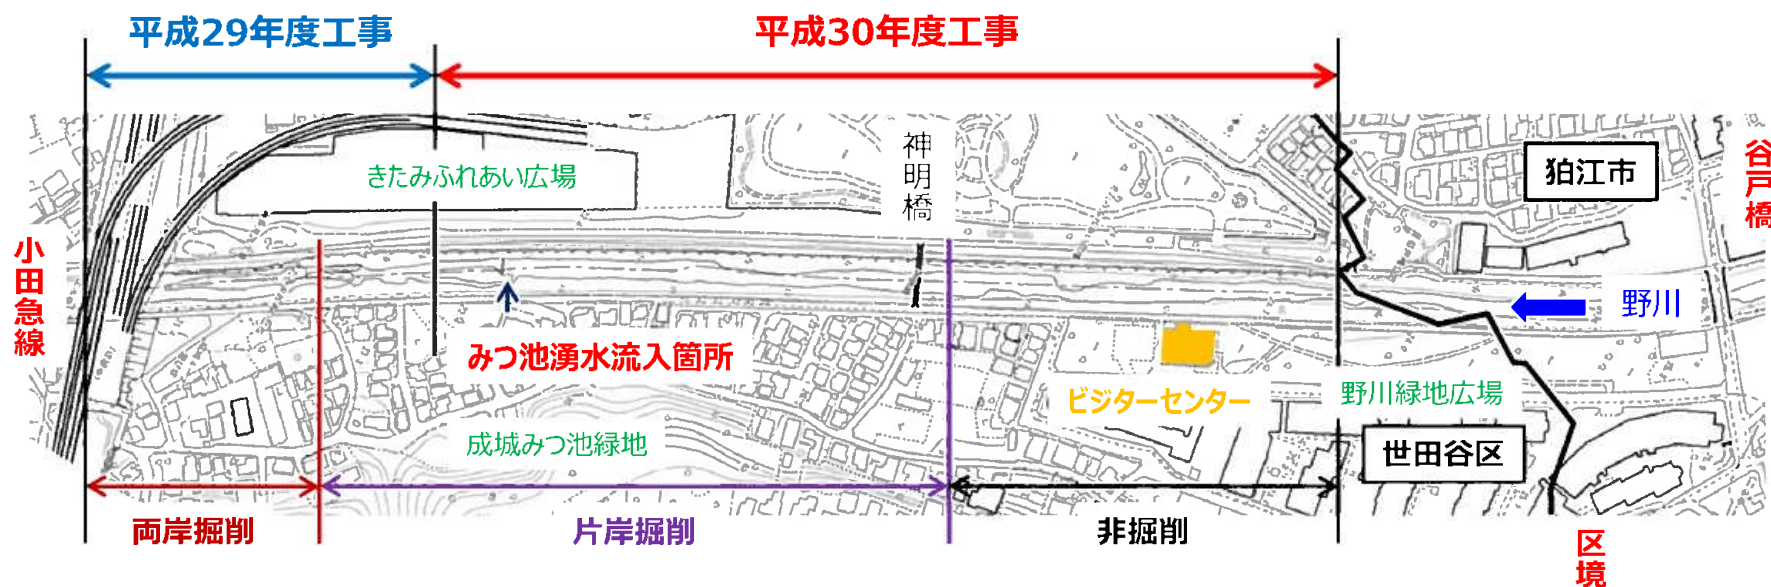 平成29年度工事
平成30年度工事
きたみふれあい広場
神明橋
狛江市
谷戸橋
小田急線
野川
みつ池湧水流入箇所
ビジターセンター
野川緑地広場
成城みつ池緑地
世田谷区
両岸掘削
片岸掘削
非掘削
区境